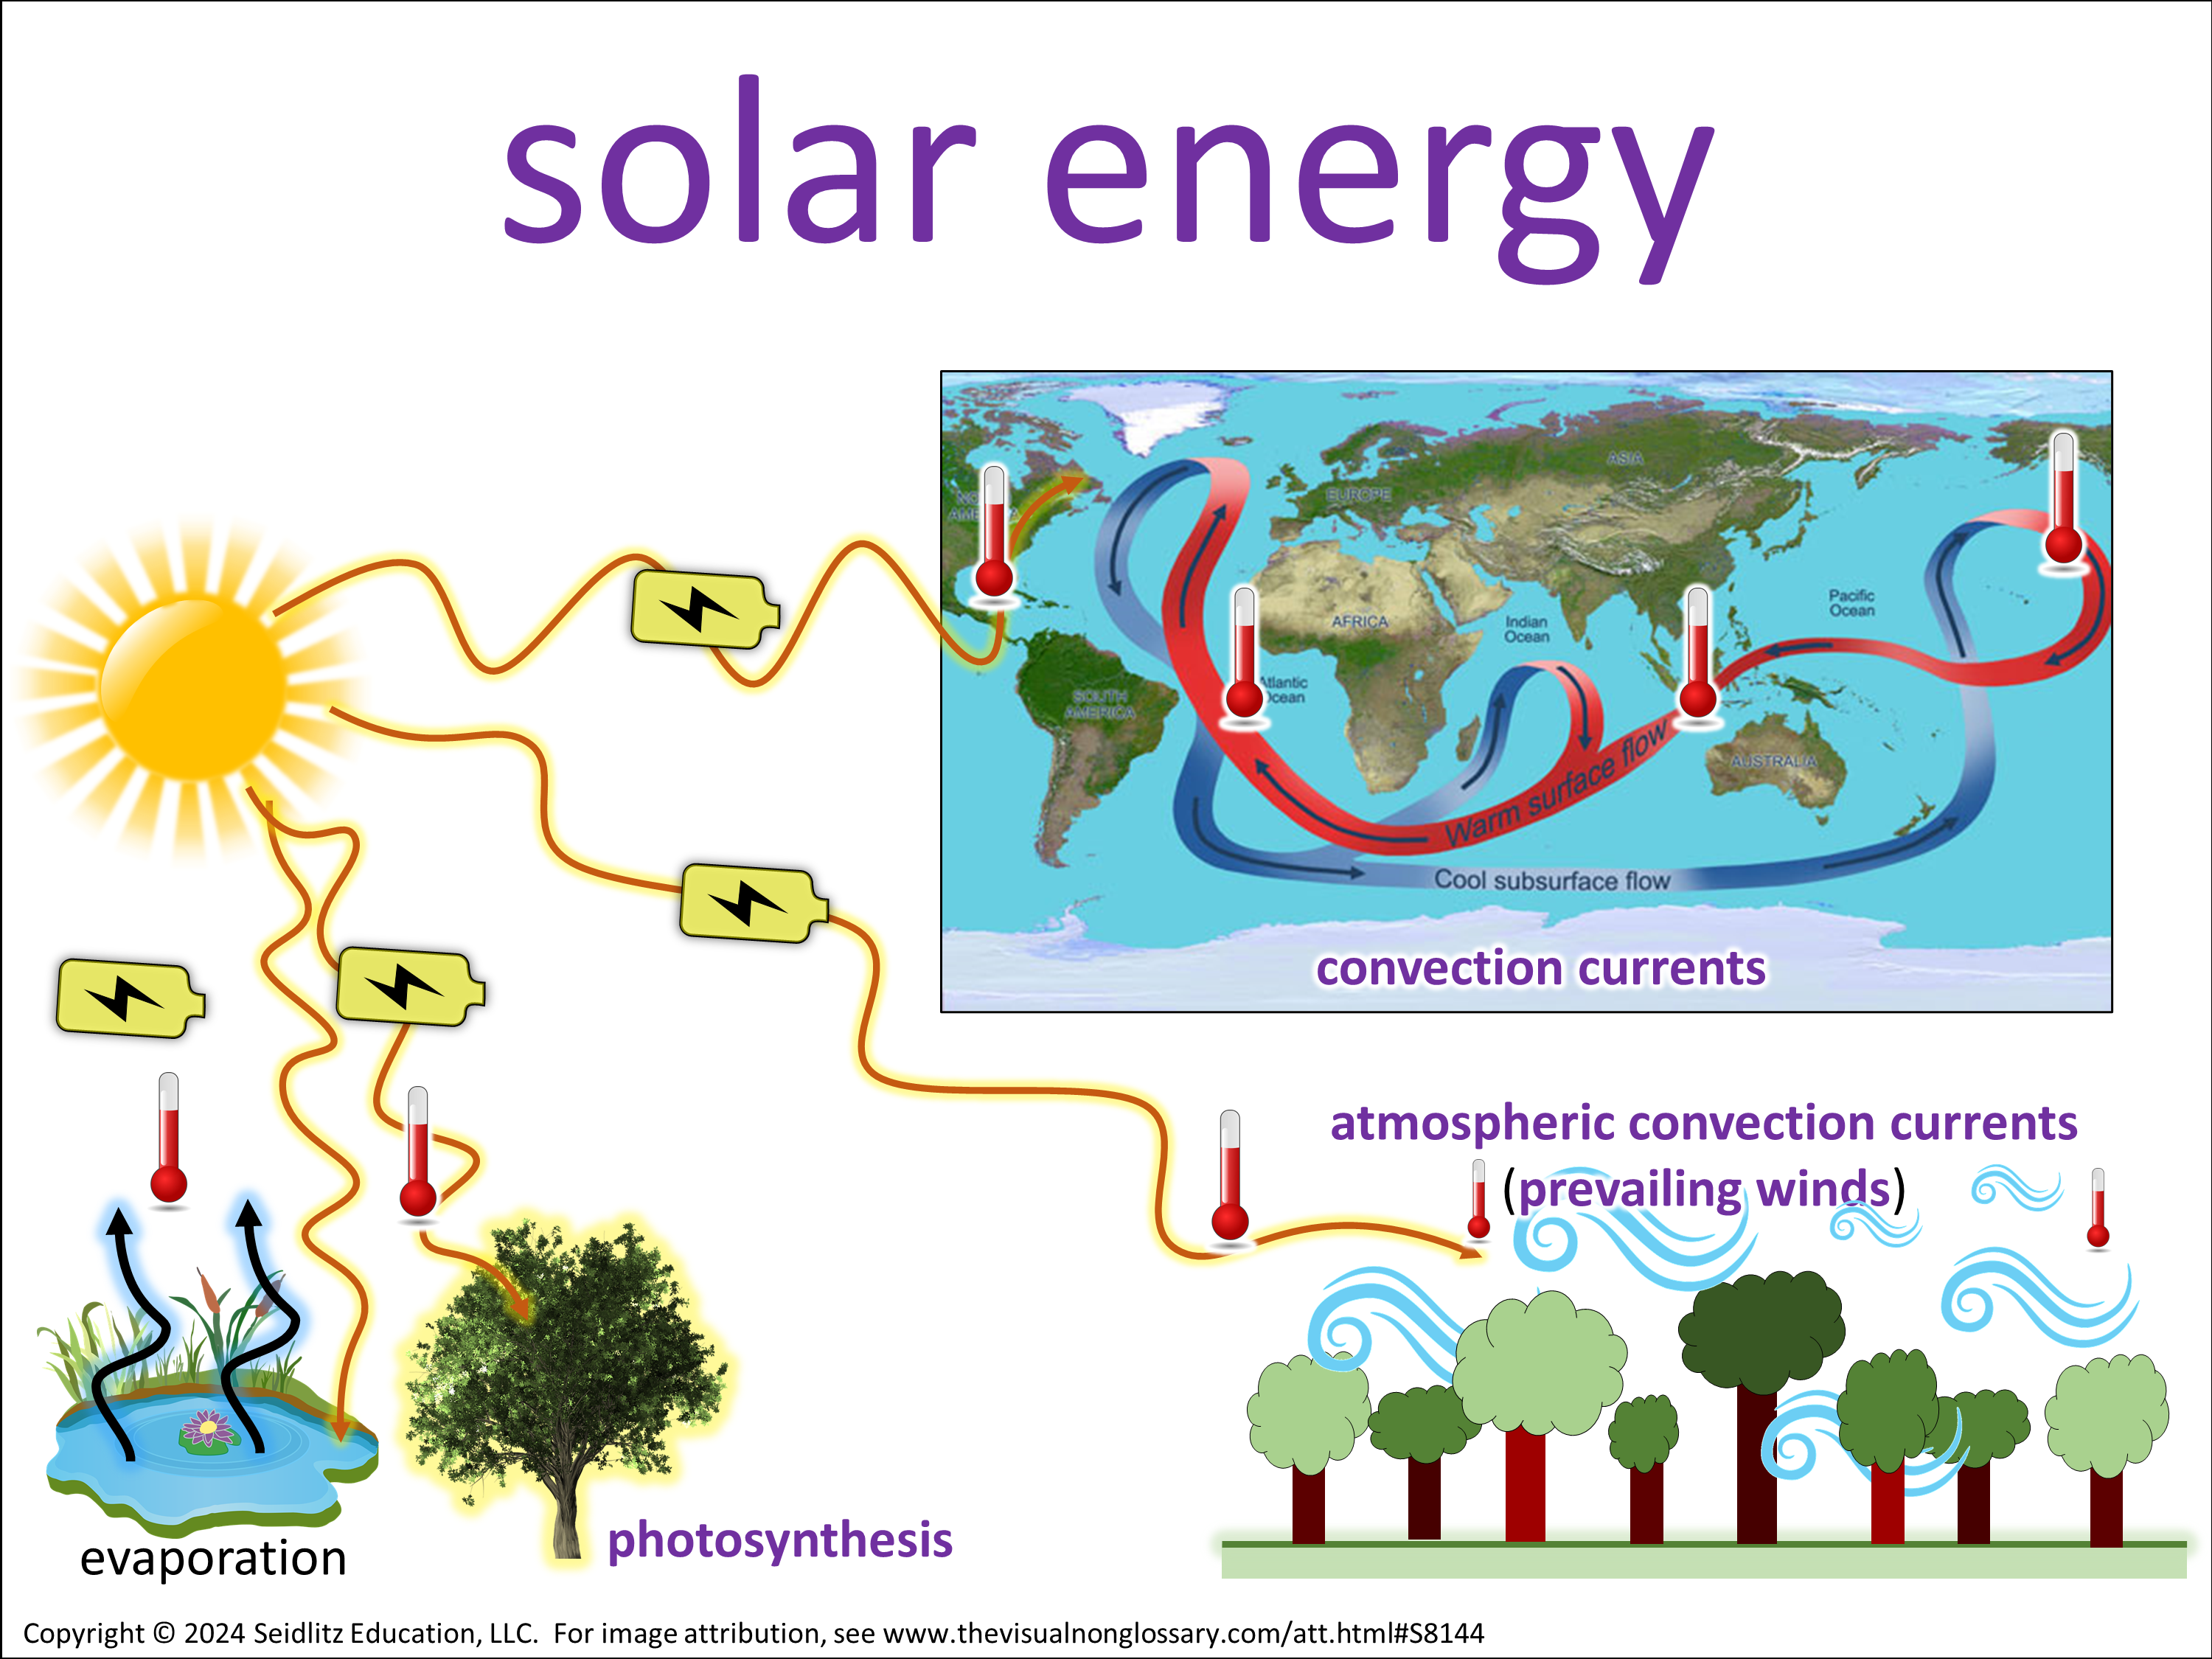 solar energy
NO
AME A
ASIA
EUROPE
AFRICA
Indian
Ocean
Pacific
Ocean
Atlantic
Ocean
SOUTH
AMERICA
AUSTRALIA
Warm surface flow
Cool subsurface flow
convection currents
atmospheric convection currents
(prevailing winds)
photosynthesis
evaporation
Copyright © 2024 Seidlitz Education, LLC.  For image attribution, see www.thevisualnonglossary.com/att.html#S8144